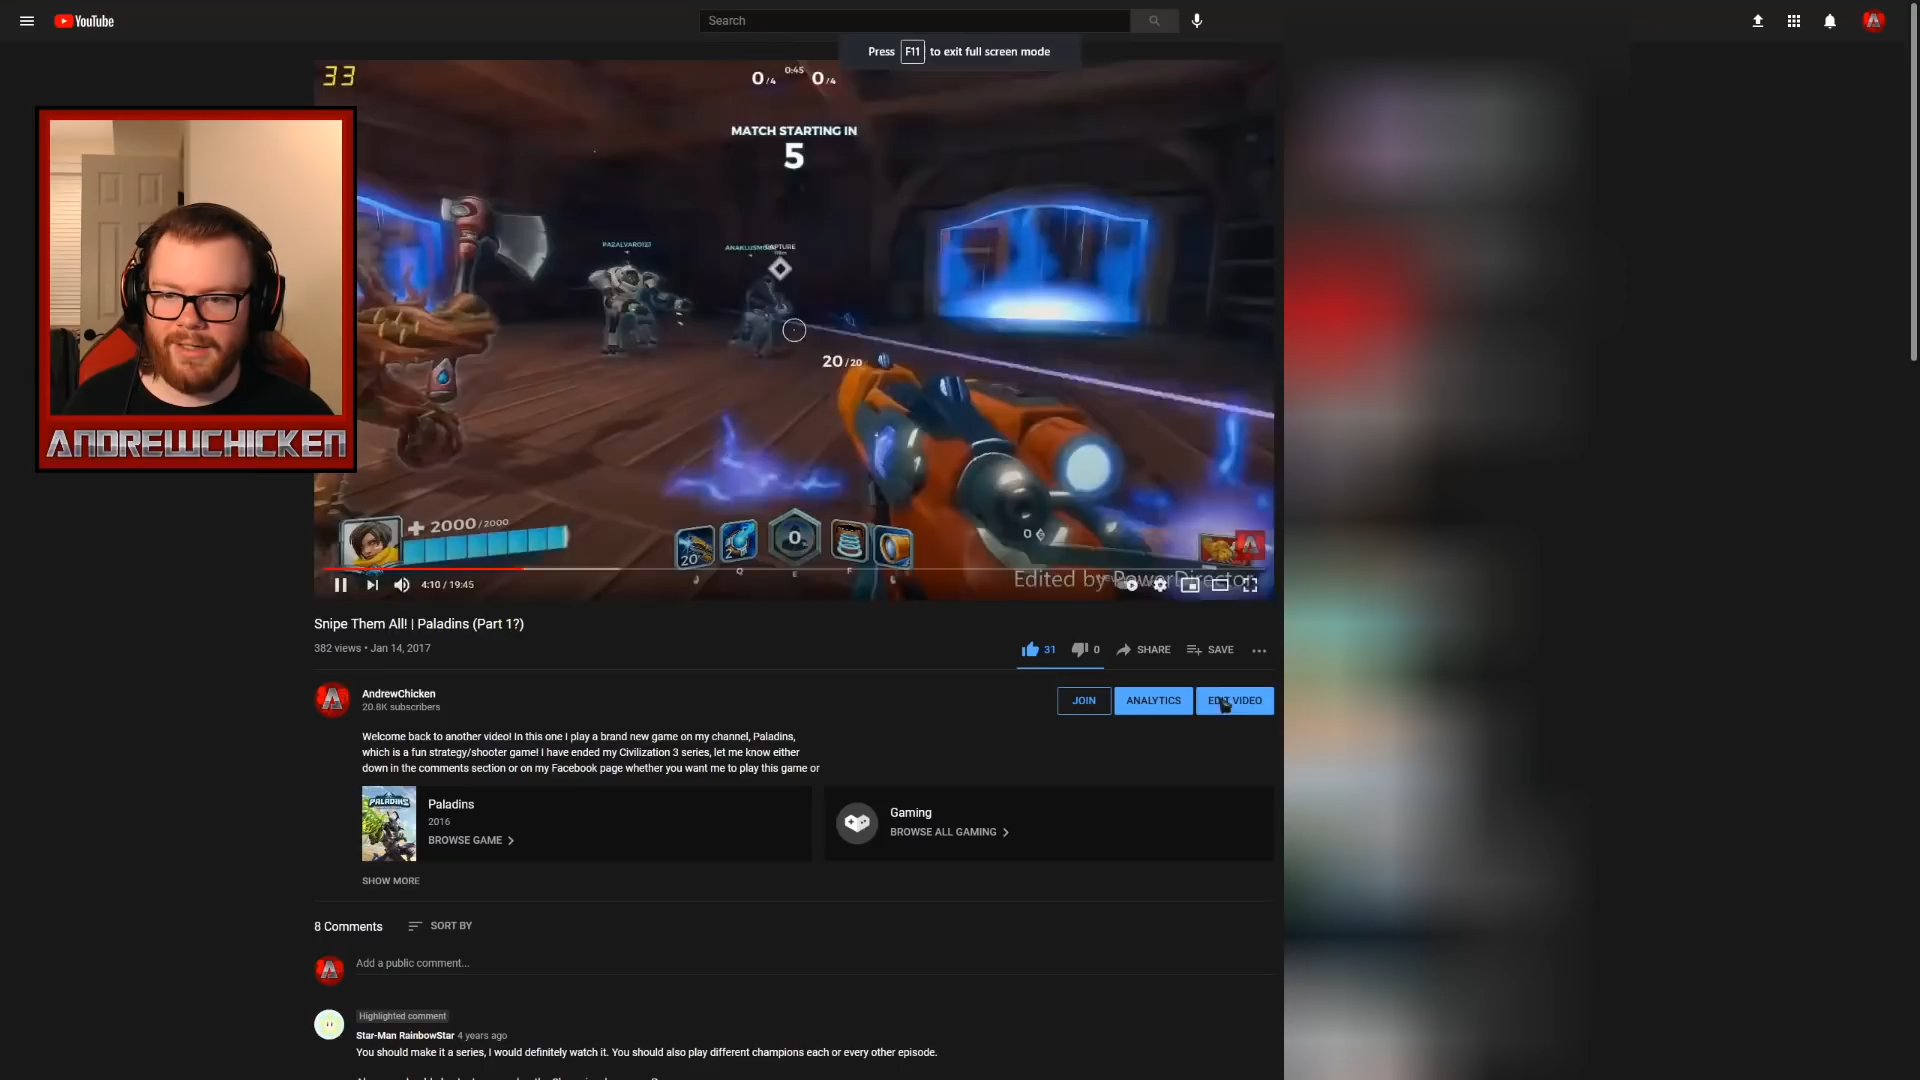 YouTube
Search
Press F11 to exit full screen mode
33
0/4 0:45 0/4
MATCH STARTING IN
5
PAZALVARO123
CAPTURE
20/20
ANDREWCHICKEN
2000/2000
20
2
0
0
Q
E
F
Edited by PowerDirector
4:10 / 19:45
Snipe Them All! | Paladins (Part 1?)
382 views • Jan 14, 2017
31 0 SHARE SAVE
AndrewChicken
20.8K subscribers
JOIN ANALYTICS EDIT VIDEO
Welcome back to another video! In this one I play a brand new game on my channel, Paladins,
which is a fun strategy/shooter game! I have ended my Civilization 3 series, let me know either
down in the comments section or on my Facebook page whether you want me to play this game or
PALADINS
Paladins
2016
BROWSE GAME
Gaming
BROWSE ALL GAMING
SHOW MORE
8 Comments SORT BY
Add a public comment...
Highlighted comment
Star-Man RainbowStar 4 years ago
You should make it a series, I would definitely watch it. You should also play different champions each or every other episode.